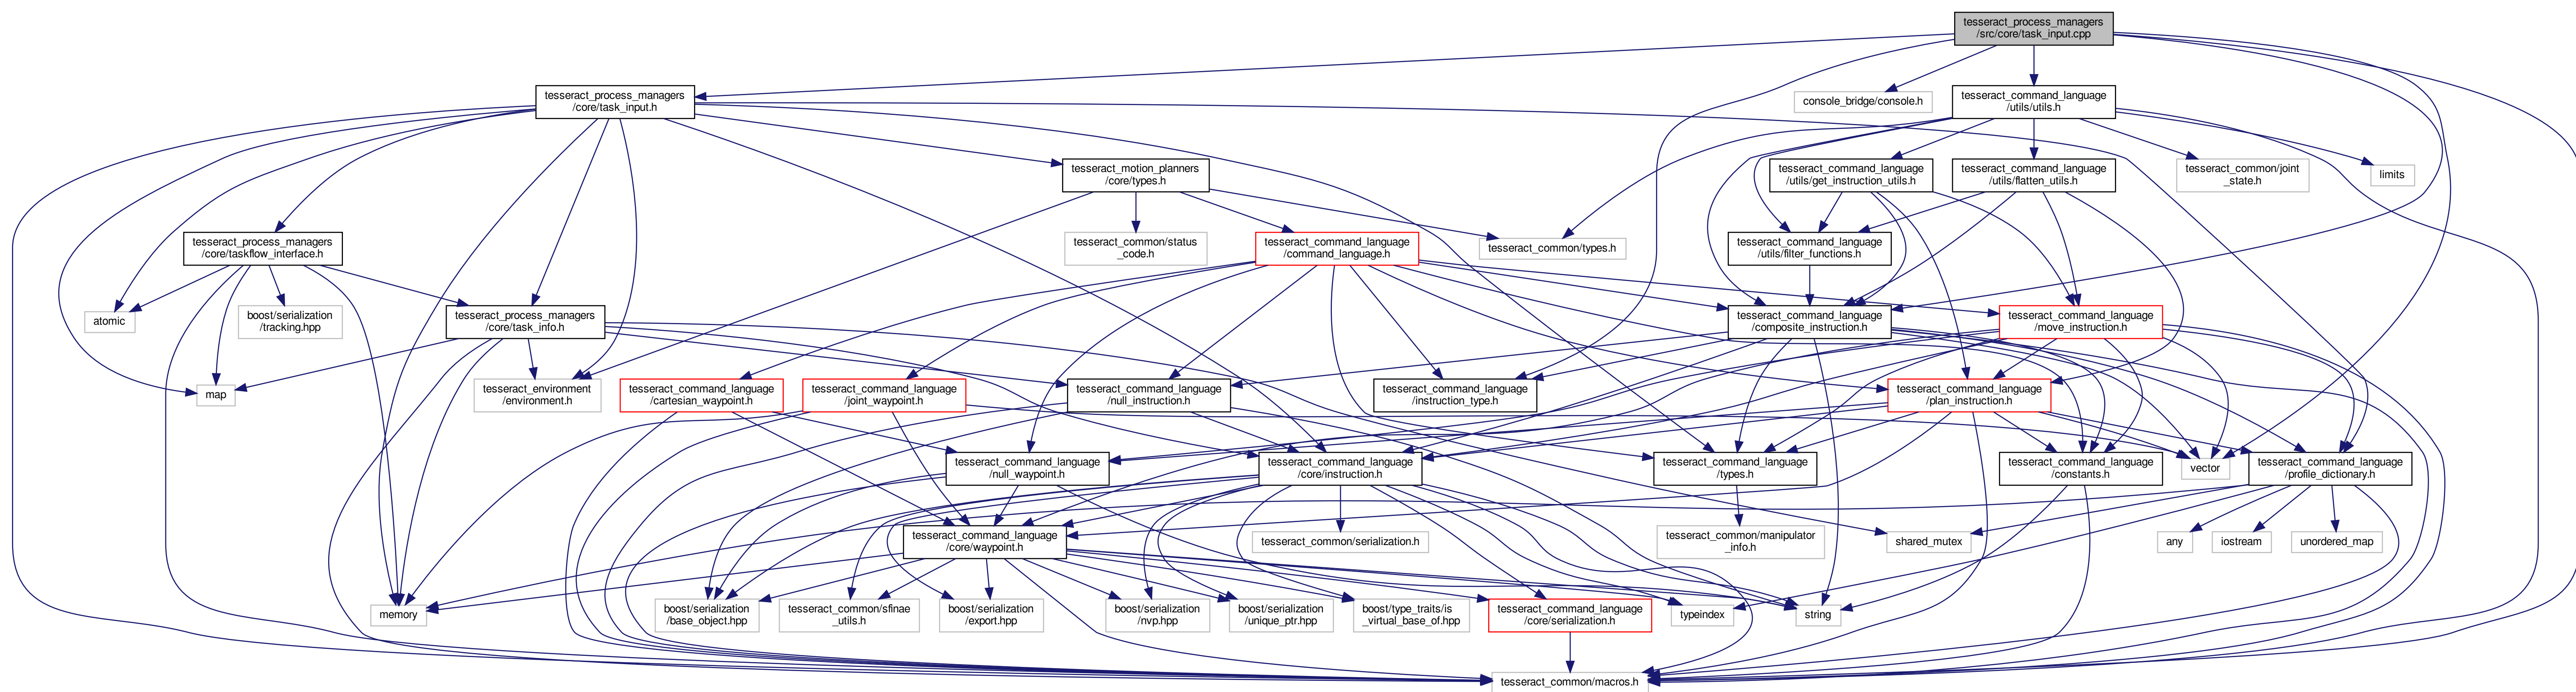 tesseract_process_managers
/src/core/task_input.cpp
tesseract_process_managers
/core/task_input.h
console_bridge/console.h
tesseract_command_language
/utils/utils.h
tesseract_motion_planners
/core/types.h
tesseract_command_language
/utils/get_instruction_utils.h
tesseract_command_language
/utils/flatten_utils.h
tesseract_common/joint
_state.h
limits
tesseract_process_managers
/core/taskflow_interface.h
tesseract_common/status
_code.h
tesseract_command_language
/command_language.h
tesseract_common/types.h
tesseract_command_language
/utils/filter_functions.h
atomic
boost/serialization
/tracking.hpp
tesseract_process_managers
/core/task_info.h
tesseract_command_language
/composite_instruction.h
tesseract_command_language
/move_instruction.h
map
tesseract_environment
/environment.h
tesseract_command_language
/cartesian_waypoint.h
tesseract_command_language
/joint_waypoint.h
tesseract_command_language
/null_instruction.h
tesseract_command_language
/instruction_type.h
tesseract_command_language
/plan_instruction.h
tesseract_command_language
/null_waypoint.h
tesseract_command_language
/core/instruction.h
tesseract_command_language
/types.h
tesseract_command_language
/constants.h
vector
tesseract_command_language
/profile_dictionary.h
tesseract_command_language
/core/waypoint.h
tesseract_common/serialization.h
tesseract_common/manipulator
_info.h
shared_mutex
any
iostream
unordered_map
memory
boost/serialization
/base_object.hpp
tesseract_common/sfinae
_utils.h
boost/serialization
/export.hpp
boost/serialization
/nvp.hpp
boost/serialization
/unique_ptr.hpp
boost/type_traits/is
_virtual_base_of.hpp
tesseract_command_language
/core/serialization.h
typeindex
string
tesseract_common/macros.h